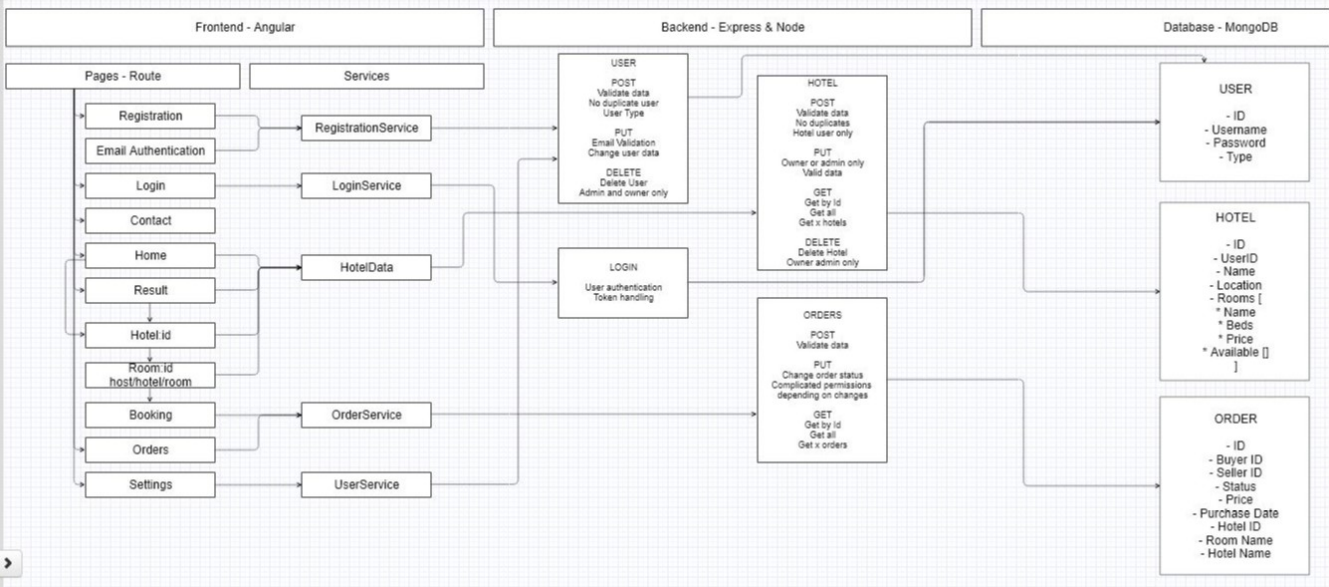 Frontend - Angular
Backend - Express & Node
Database - MongoDB
Pages - Route
Services
Registration
Email Authentication
Login
Contact
Home
Result
Hotel:id
Room:id
host/hotel/room
Booking
Orders
Settings
RegistrationService
LoginService
HotelData
OrderService
UserService
USER
POST
Validate data
No duplicate user
User Type
PUT
Email Validation
Change user data
DELETE
Delete User
Admin and owner only
LOGIN
User authentication
Token handling
HOTEL
POST
Validate data
No duplicates
Hotel user only
PUT
Owner or admin only
Valid data
GET
Get by Id
Get all
Get x hotels
DELETE
Delete Hotel
Owner admin only
ORDERS
POST
Validate data
PUT
Change order status
Complicated permissions
depending on changes
GET
Get by Id
Get all
Get x orders
USER
- ID
- Username
- Password
- Type
HOTEL
- ID
- UserID
- Name
- Location
- Rooms [
* Name
* Beds
* Price
* Available []
]
ORDER
- ID
- Buyer ID
- Seller ID
- Status
- Price
- Purchase Date
- Hotel ID
- Room Name
- Hotel Name